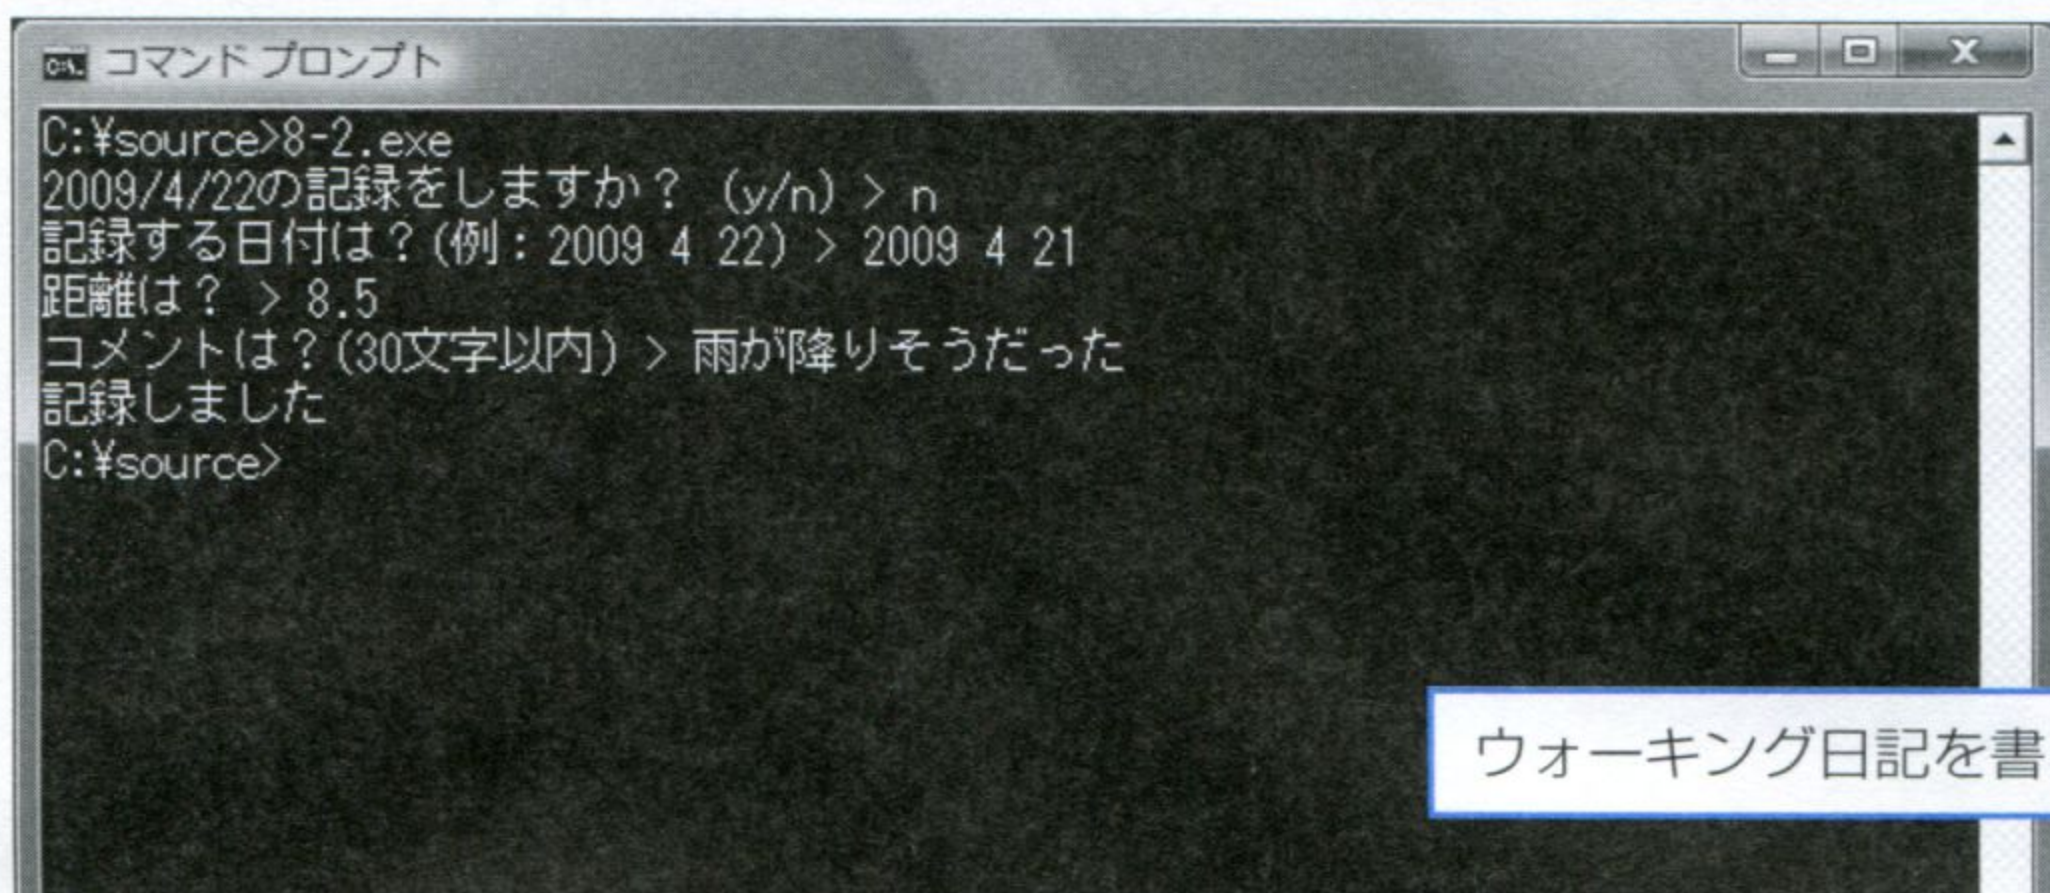 コマンド プロンプト
C:¥source>8-2.exe
2009/4/22の記録をしますか？ (y/n) > n
記録する日付は？(例：2009 4 22) > 2009 4 21
距離は？ > 8.5
コメントは？(30文字以内) > 雨が降りそうだった
記録しました
C:¥source>
ウォーキング日記を書